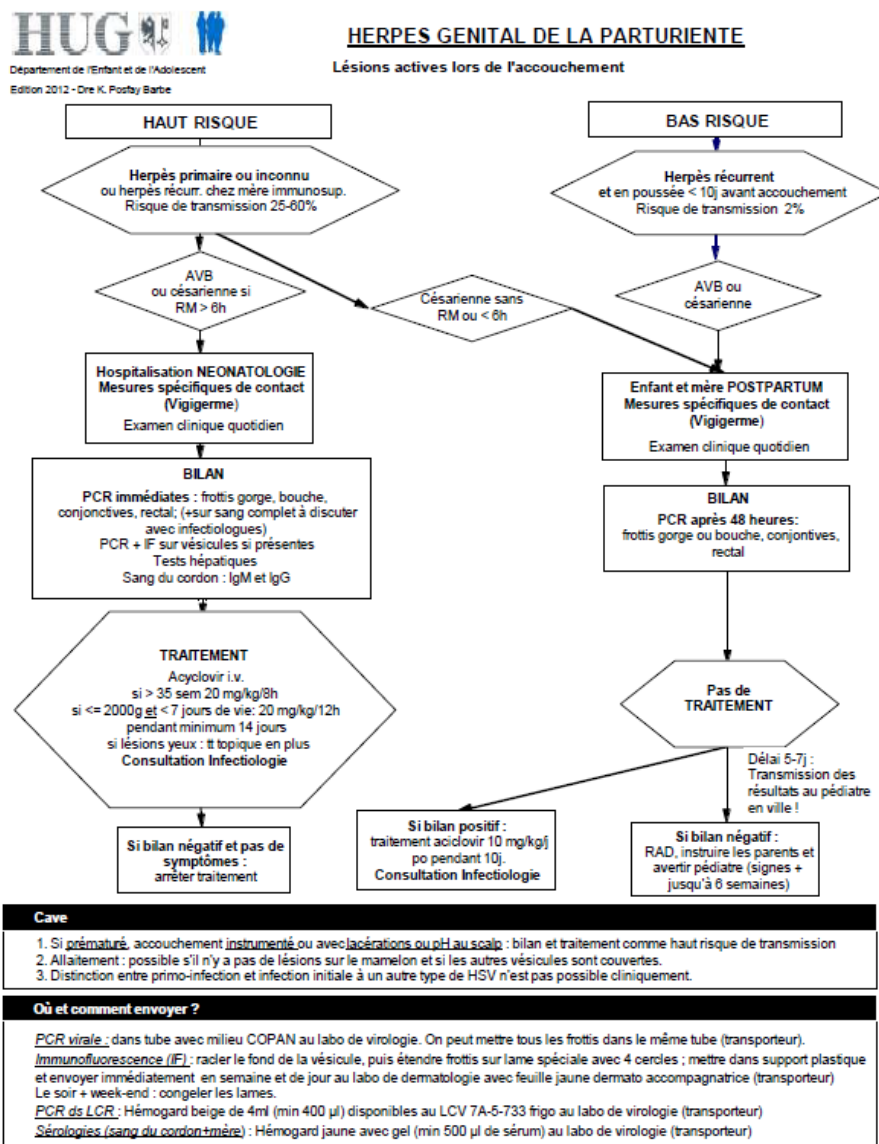 HUG
Département de l'Enfant et de l'Adolescent
Edition 2012 - Dre K. Posfay Barbe
HERPES GENITAL DE LA PARTURIENTE
Lésions actives lors de l'accouchement
HAUT RISQUE
Herpès primaire ou inconnu
ou herpès récurr. chez mère immunosup.
Risque de transmission 25-60%
AVB
ou césarienne si
RM > 6h
Césarienne sans
RM ou < 6h
Hospitalisation NEONATOLOGIE
Mesures spécifiques de contact
(Vigigerme)
Examen clinique quotidien
BILAN
PCR immédiates : frottis gorge, bouche,
conjonctives, rectal; (+sur sang complet à discuter
avec infectiologues)
PCR + IF sur vésicules si présentes
Tests hépatiques
Sang du cordon : IgM et IgG
TRAITEMENT
Acyclovir i.v.
si > 35 sem 20 mg/kg/8h
si <= 2000g et < 7 jours de vie: 20 mg/kg/12h
pendant minimum 14 jours
si lésions yeux : tt topique en plus
Consultation Infectiologie
Si bilan négatif et pas de
symptômes :
arrêter traitement
BAS RISQUE
Herpès récurrent
et en poussée < 10j avant accouchement
Risque de transmission 2%
AVB ou
césarienne
Enfant et mère POSTPARTUM
Mesures spécifiques de contact
(Vigigerme)
Examen clinique quotidien
BILAN
PCR après 48 heures:
frottis gorge ou bouche, conjontives,
rectal
Pas de
TRAITEMENT
Délai 5-7j :
Transmission des
résultats au pédiatre
en ville !
Si bilan positif :
traitement aciclovir 10 mg/kg/j
po pendant 10j.
Consultation Infectiologie
Si bilan négatif :
RAD, instruire les parents et
avertir pédiatre (signes +
jusqu'à 6 semaines)
Cave
1. Si prématuré, accouchement instrumenté ou avec lacérations ou pH au scalp : bilan et traitement comme haut risque de transmission
2. Allaitement : possible s'il n'y a pas de lésions sur le mamelon et si les autres vésicules sont couvertes.
3. Distinction entre primo-infection et infection initiale à un autre type de HSV n'est pas possible cliniquement.
Où et comment envoyer ?
PCR virale : dans tube avec milieu COPAN au labo de virologie. On peut mettre tous les frottis dans le même tube (transporteur).
Immunofluorescence (IF) : racler le fond de la vésicule, puis étendre frottis sur lame spéciale avec 4 cercles ; mettre dans support plastique
et envoyer immédiatement en semaine et de jour au labo de dermatologie avec feuille jaune dermato accompagnatrice (transporteur)
Le soir + week-end : congeler les lames.
PCR ds LCR : Hémogard beige de 4ml (min 400 µl) disponibles au LCV 7A-5-733 frigo au labo de virologie (transporteur)
Sérologies (sang du cordon+mère) : Hémogard jaune avec gel (min 500 µl de sérum) au labo de virologie (transporteur)